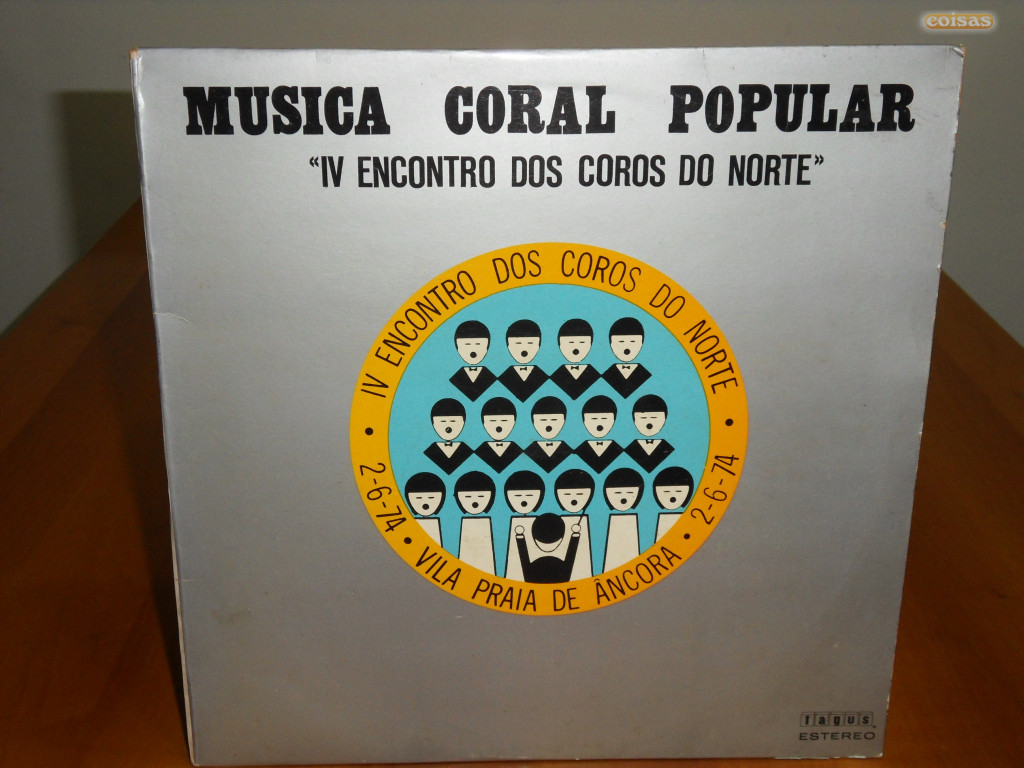 coisas
MUSICA CORAL POPULAR
“IV ENCONTRO DOS COROS DO NORTE”
IV ENCONTRO DOS COROS DO NORTE
• 2-6-74 • VILA PRAIA DE ÂNCORA • 2-6-74 •
fagus
ESTEREO